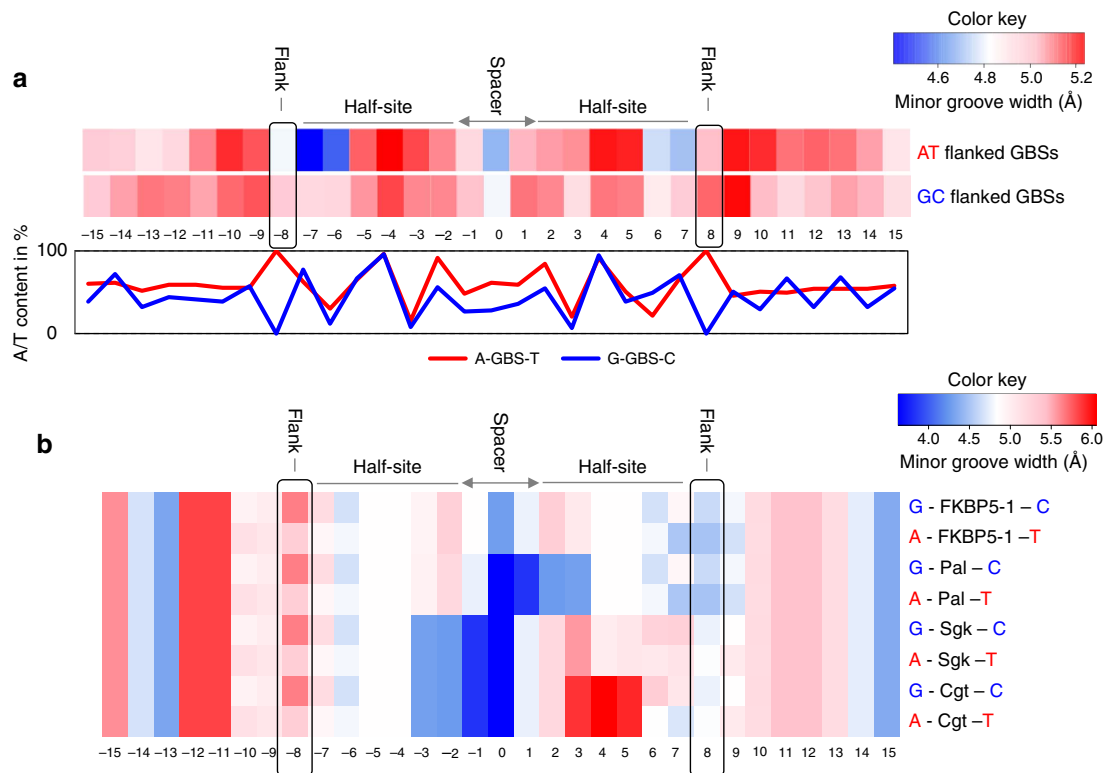 Color key
4.6 4.8 5.0 5.2
Minor groove width (Å)
a
Flank –
Half-site
Spacer
Half-site
Flank –
AT flanked GBSs
GC flanked GBSs
–15 –14 –13 –12 –11 –10 –9 –8 –7 –6 –5 –4 –3 –2 –1 0 1 2 3 4 5 6 7 8 9 10 11 12 13 14 15
A/T content in %
100
0
A-GBS-T G-GBS-C
Color key
4.0 4.5 5.0 5.5 6.0
Minor groove width (Å)
b
Flank –
Half-site
Spacer
Half-site
Flank –
G - FKBP5-1 – C
A - FKBP5-1 –T
G - Pal – C
A - Pal –T
G - Sgk – C
A - Sgk –T
G - Cgt – C
A - Cgt –T
–15 –14 –13 –12 –11 –10 –9 –8 –7 –6 –5 –4 –3 –2 –1 0 1 2 3 4 5 6 7 8 9 10 11 12 13 14 15